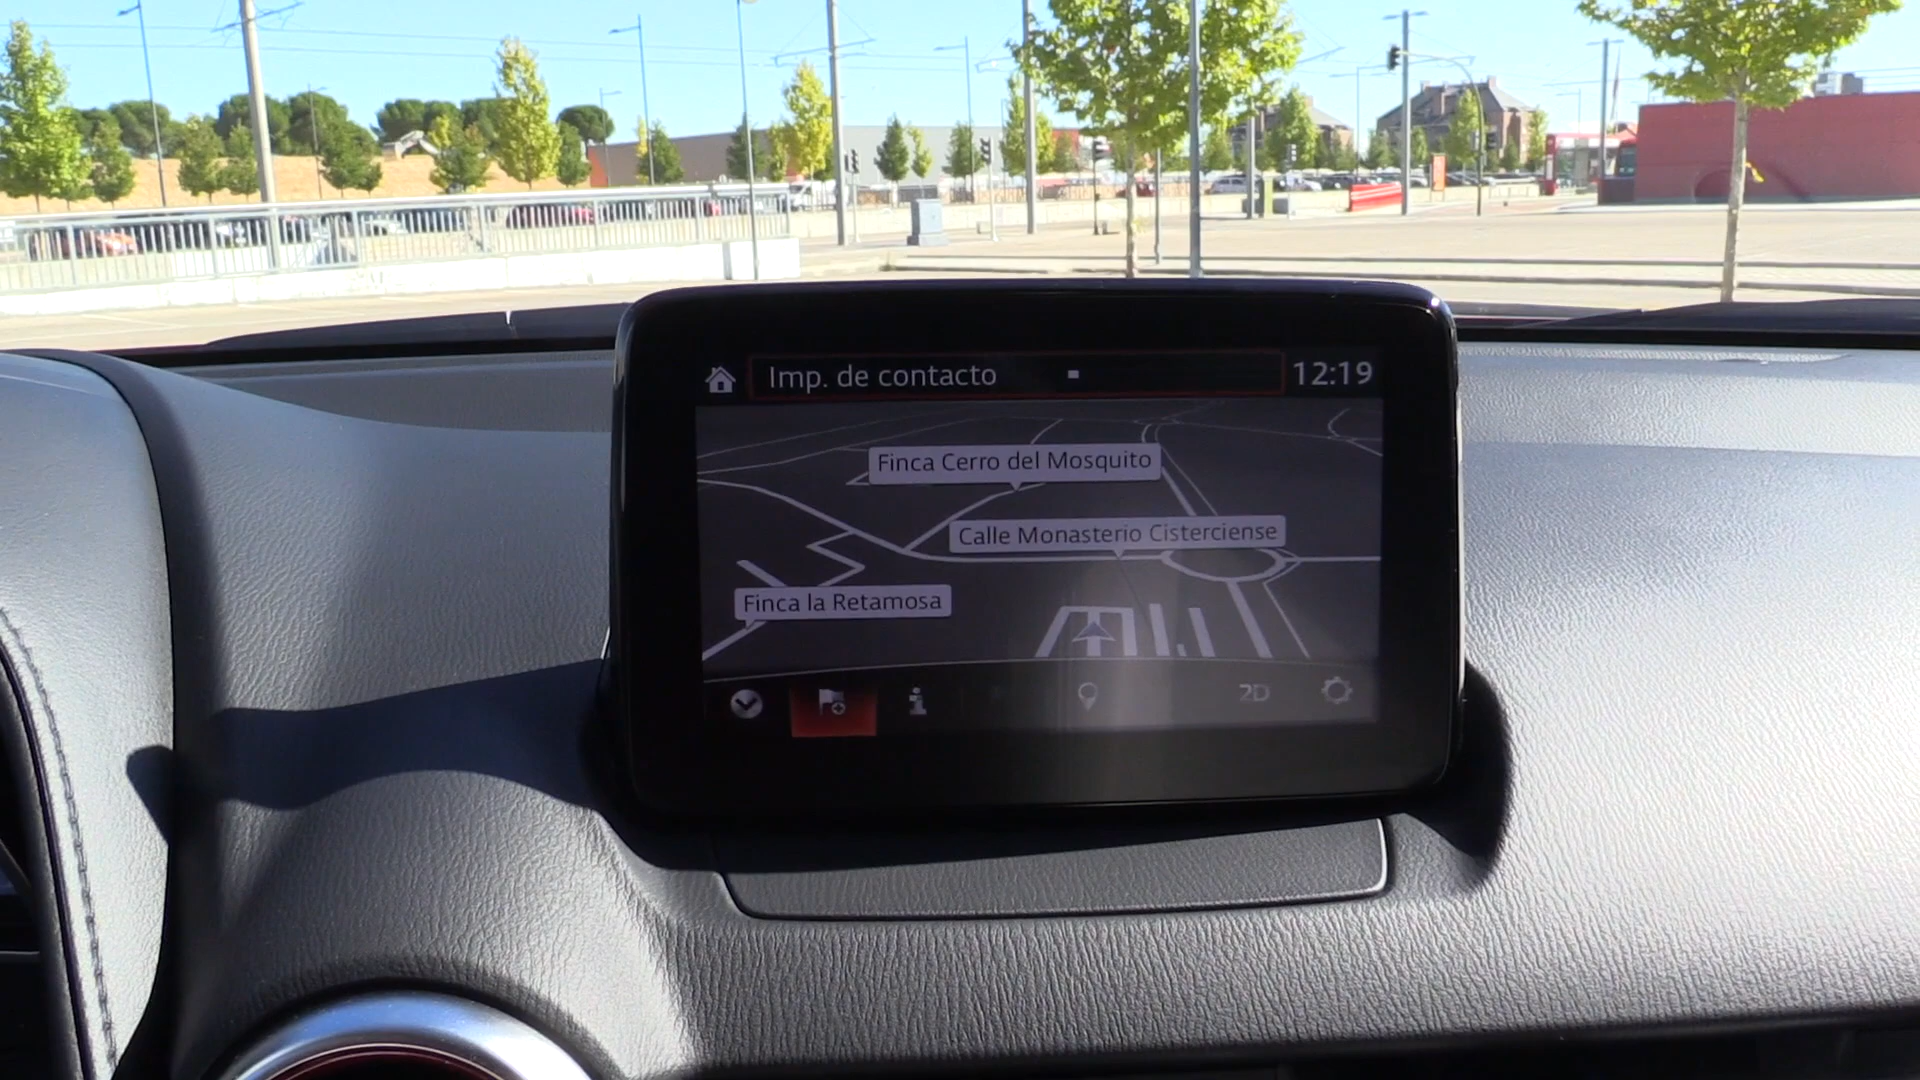 Imp. de contacto
12:19
Finca Cerro del Mosquito
Calle Monasterio Cisterciense
Finca la Retamosa
2D